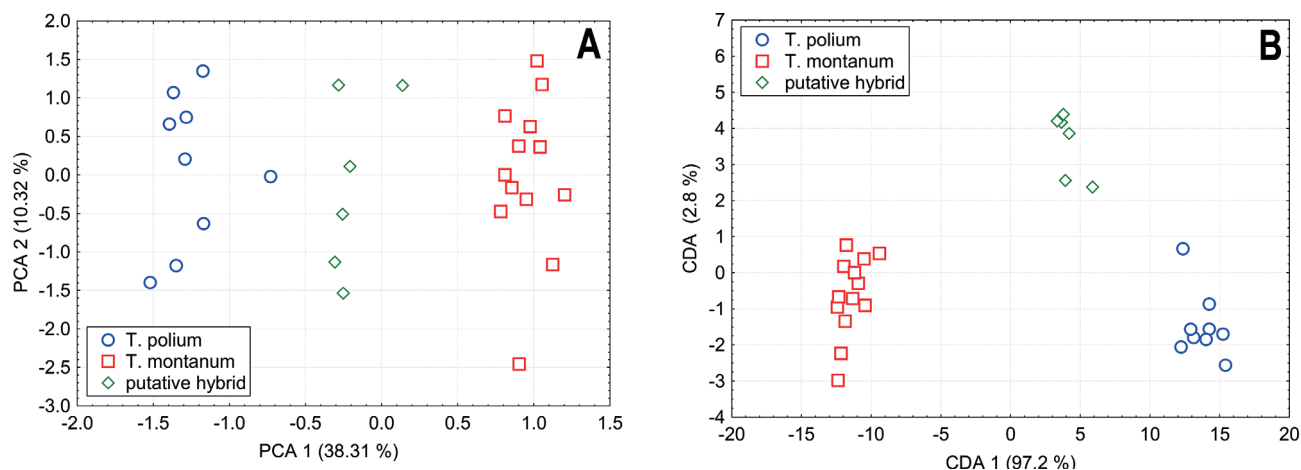 A
2.0
1.5
1.0
0.5
0.0
-0.5
-1.0
-1.5
-2.0
-2.5
-3.0
PCA 2 (10.32 %)
T. polium
T. montanum
putative hybrid
-2.0 -1.5 -1.0 -0.5 0.0 0.5 1.0 1.5
PCA 1 (38.31 %)
B
7
6
5
4
3
2
1
0
-1
-2
-3
-4
CDA (2.8 %)
T. polium
T. montanum
putative hybrid
-20 -15 -10 -5 0 5 10 15 20
CDA 1 (97.2 %)